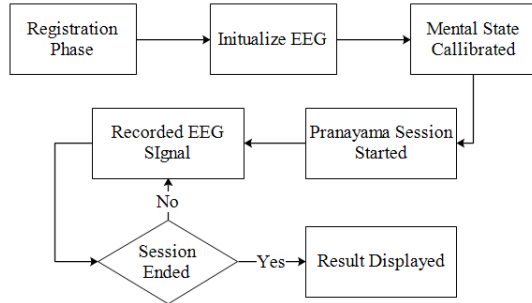 Registration
Phase
Initualize EEG
Mental State
Callibrated
Recorded EEG
SIgnal
Pranayama Session
Started
No
Session
Ended
Yes
Result Displayed